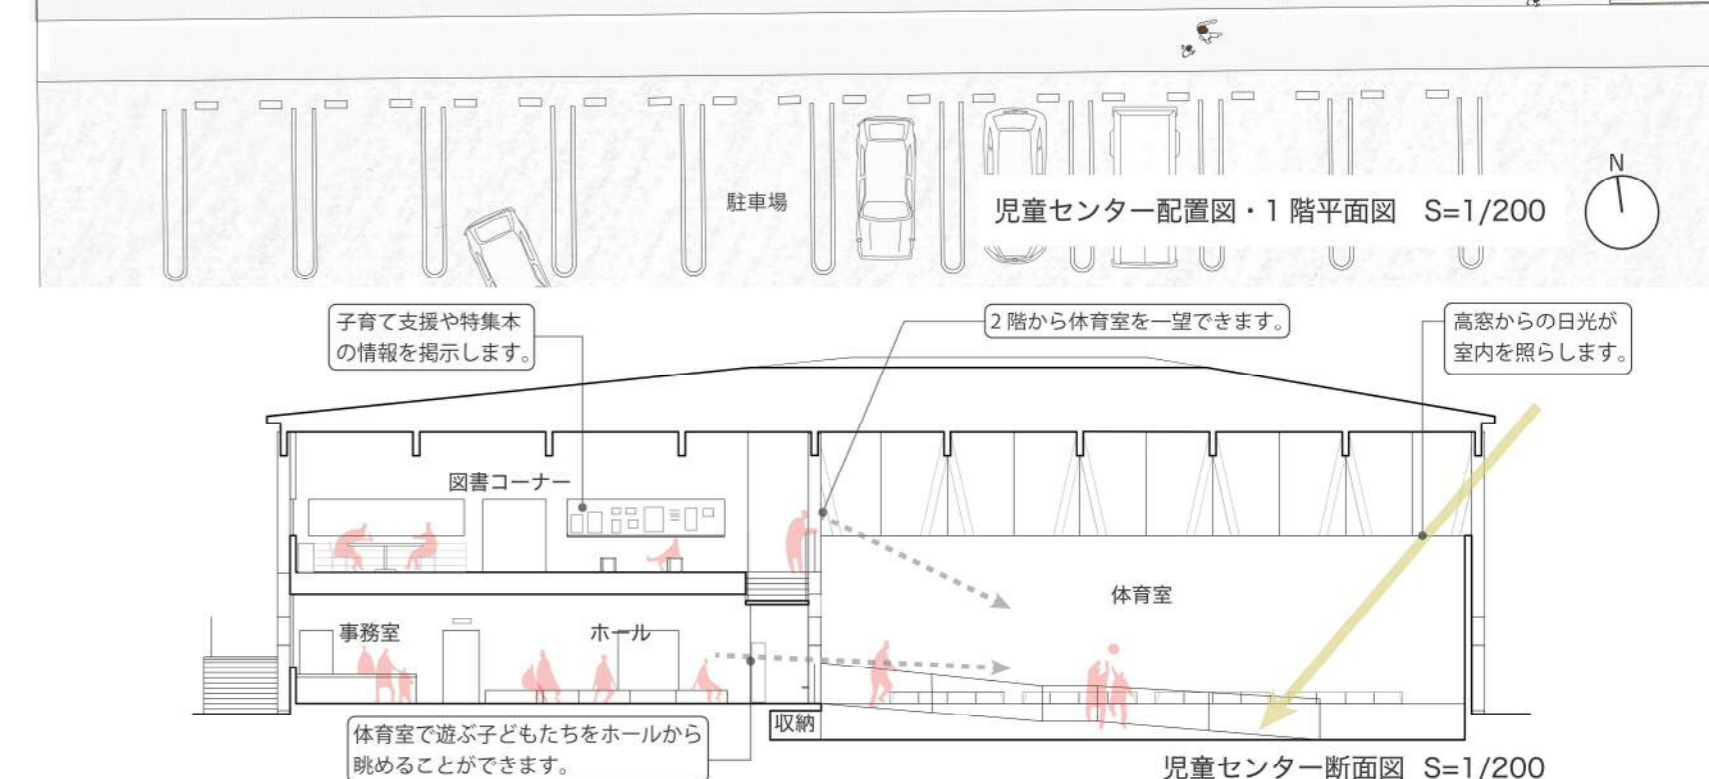 駐車場
N
児童センター配置図・1 階平面図 S=1/200
子育て支援や特集本
の情報を掲示します。
2 階から体育室を一望できます。
高窓からの日光が
室内を照らします。
図書コーナー
体育室
事務室
ホール
収納
体育室で遊ぶ子どもたちをホールから
眺めることができます。
児童センター断面図 S=1/200